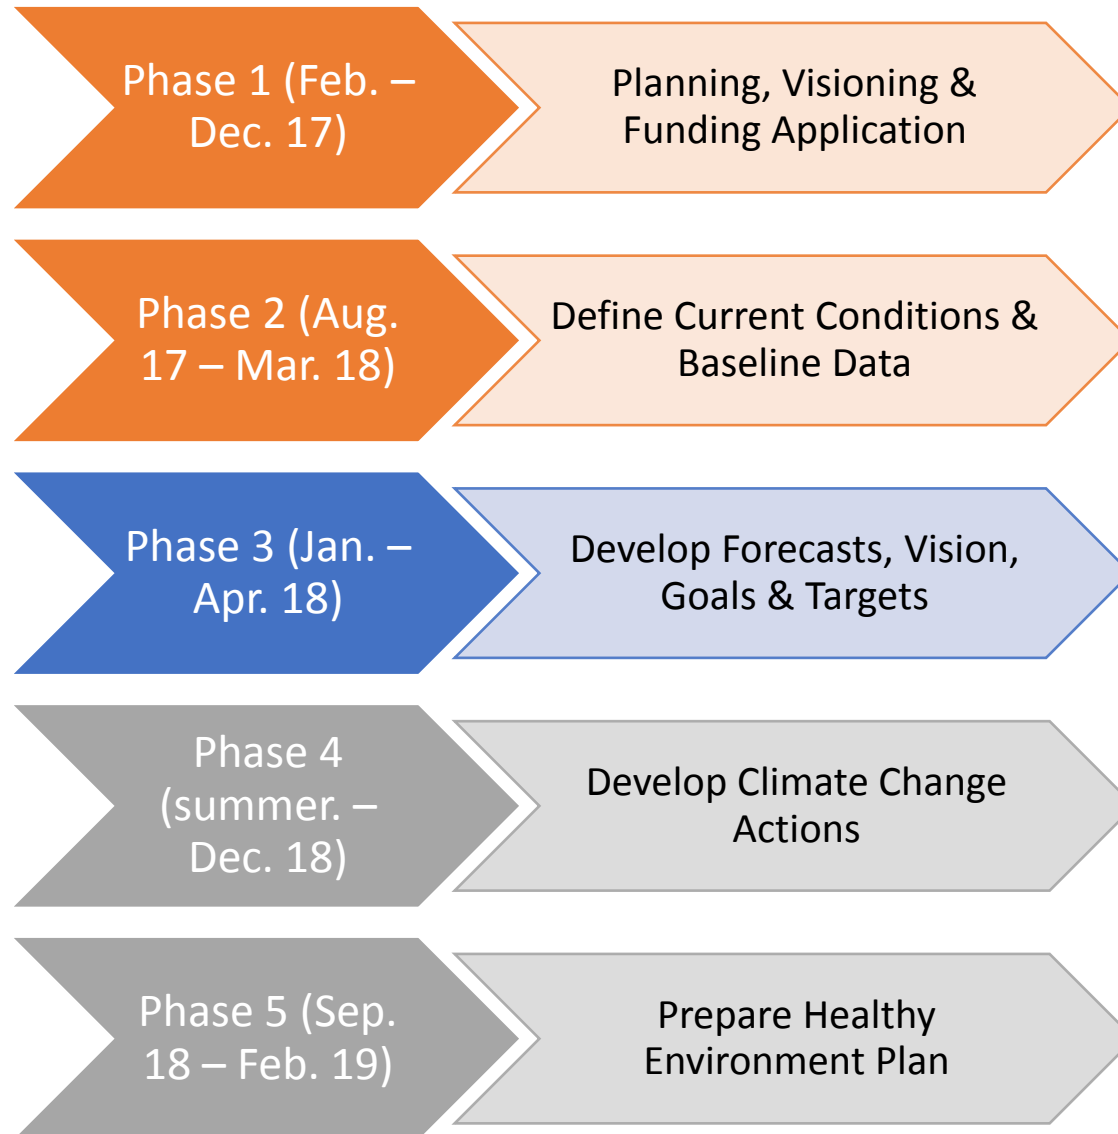 Phase 1 (Feb. –
Dec. 17)
Planning, Visioning &
Funding Application
Phase 2 (Aug.
17 – Mar. 18)
Define Current Conditions &
Baseline Data
Phase 3 (Jan. –
Apr. 18)
Develop Forecasts, Vision,
Goals & Targets
Phase 4
(summer. –
Dec. 18)
Develop Climate Change
Actions
Phase 5 (Sep.
18 – Feb. 19)
Prepare Healthy
Environment Plan